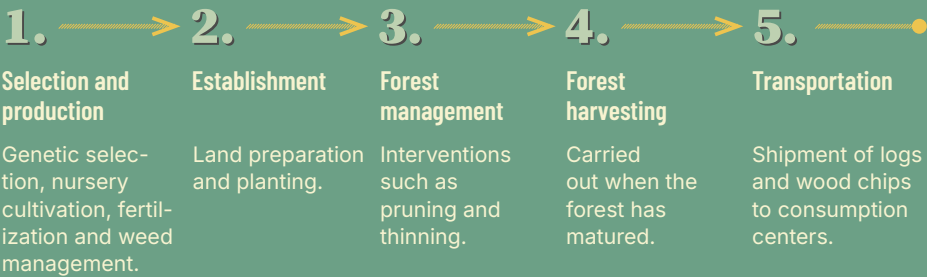 1.
Selection and
production
Genetic selec-
tion, nursery
cultivation, fertil-
ization and weed
management.
2.
Establishment
Land preparation
and planting.
3.
Forest
management
Interventions
such as
pruning and
thinning.
4.
Forest
harvesting
Carried
out when the
forest has
matured.
5.
Transportation
Shipment of logs
and wood chips
to consumption
centers.